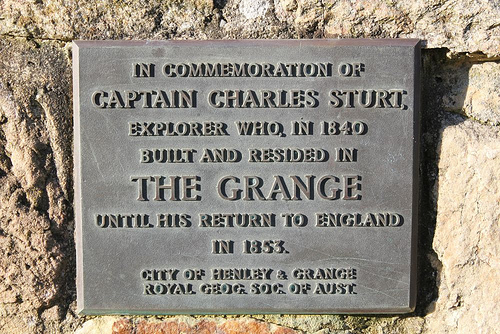 IN COMMEMORATION OF
CAPTAIN CHARLES STURT,
EXPLORER WHO, IN 1840
BUILT AND RESIDED IN
THE GRANGE
UNTIL HIS RETURN TO ENGLAND
IN 1853.
CITY OF HENLEY & GRANGE
ROYAL GEOG. SOC. OF AUST.